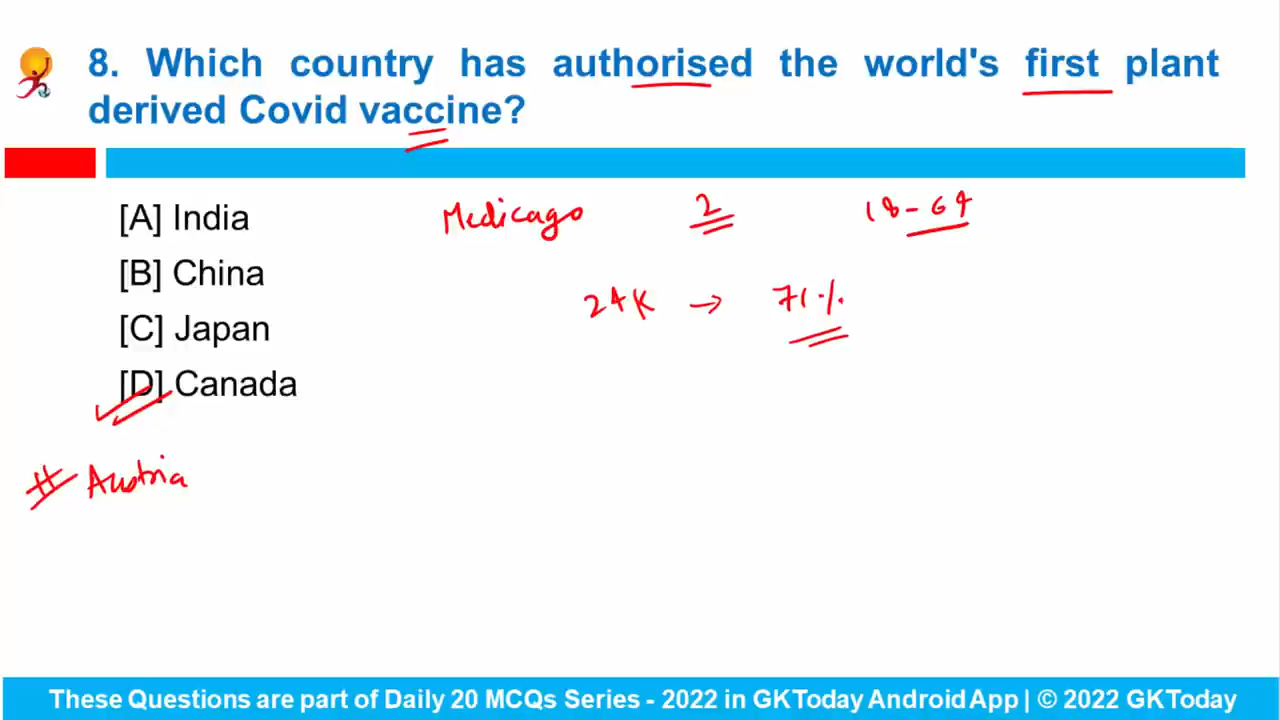 8. Which country has authorised the world's first plant
derived Covid vaccine?
[A] India
Medicago 2 18-64
[B] China
24K → 71%
[C] Japan
[D] Canada
# Austria
These Questions are part of Daily 20 MCQs Series - 2022 in GKToday Android App | © 2022 GKToday